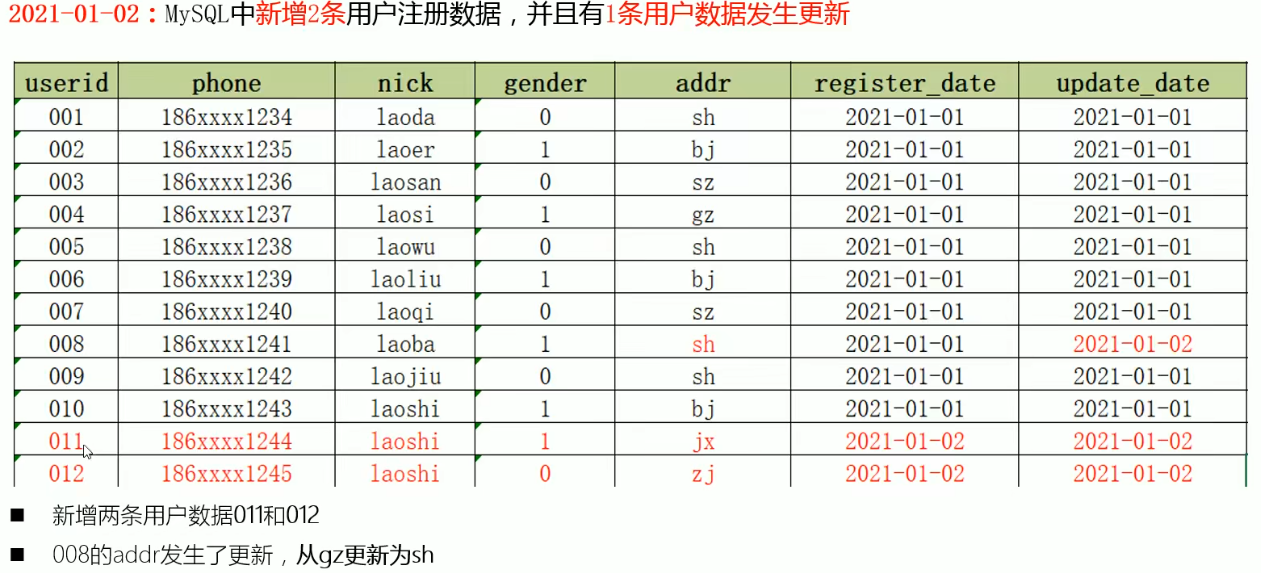 2021-01-02：MySQL中新增2条用户注册数据，并且有1条用户数据发生更新
userid phone nick gender addr register_date update_date
001 186xxxx1234 laoda 0 sh 2021-01-01 2021-01-01
002 186xxxx1235 laoer 1 bj 2021-01-01 2021-01-01
003 186xxxx1236 laosan 0 sz 2021-01-01 2021-01-01
004 186xxxx1237 laosi 1 gz 2021-01-01 2021-01-01
005 186xxxx1238 laowu 0 sh 2021-01-01 2021-01-01
006 186xxxx1239 laoliu 1 bj 2021-01-01 2021-01-01
007 186xxxx1240 laoqi 0 sz 2021-01-01 2021-01-01
008 186xxxx1241 laoba 1 sh 2021-01-01 2021-01-02
009 186xxxx1242 laojiu 0 sh 2021-01-01 2021-01-01
010 186xxxx1243 laoshi 1 bj 2021-01-01 2021-01-01
011 186xxxx1244 laoshi 1 jx 2021-01-02 2021-01-02
012 186xxxx1245 laoshi 0 zj 2021-01-02 2021-01-02
■ 新增两条用户数据011和012
■ 008的addr发生了更新，从gz更新为sh